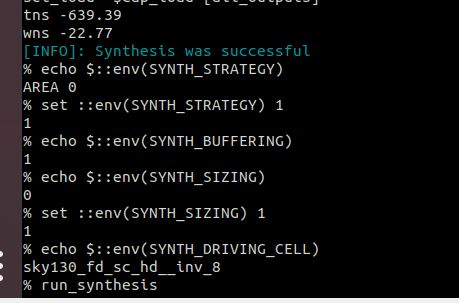 tns -639.39
wns -22.77
[INFO]: Synthesis was successful
% echo $::env(SYNTH_STRATEGY)
AREA 0
% set ::env(SYNTH_STRATEGY) 1
1
% echo $::env(SYNTH_BUFFERING)
1
% echo $::env(SYNTH_SIZING)
0
% set ::env(SYNTH_SIZING) 1
1
% echo $::env(SYNTH_DRIVING_CELL)
sky130_fd_sc_hd__inv_8
% run_synthesis